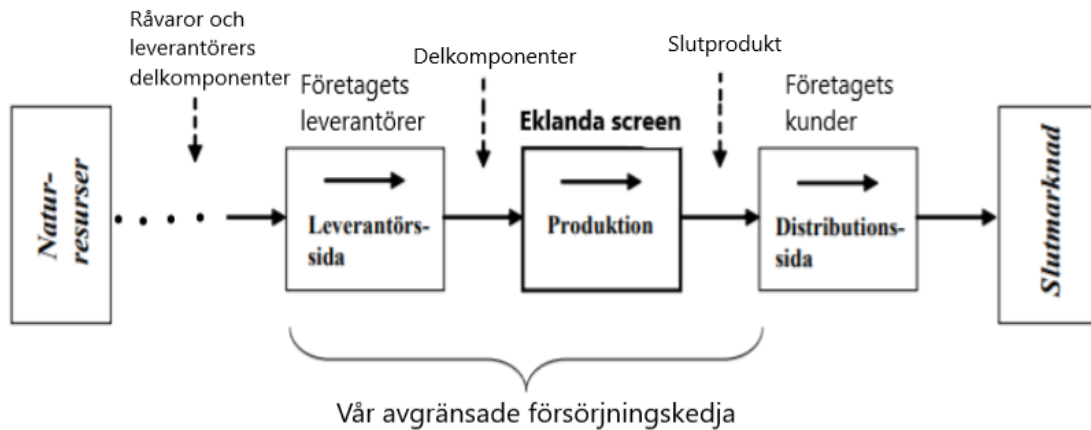 Råvaror och
leverantörers
delkomponenter
Delkomponenter
Slutprodukt
Företagets
leverantörer
Eklanda screen
Företagets
kunder
Natur-
resurser
Leverantörs-
sida
Produktion
Distributions-
sida
Slutmarknad
Vår avgränsade försörjningskedja